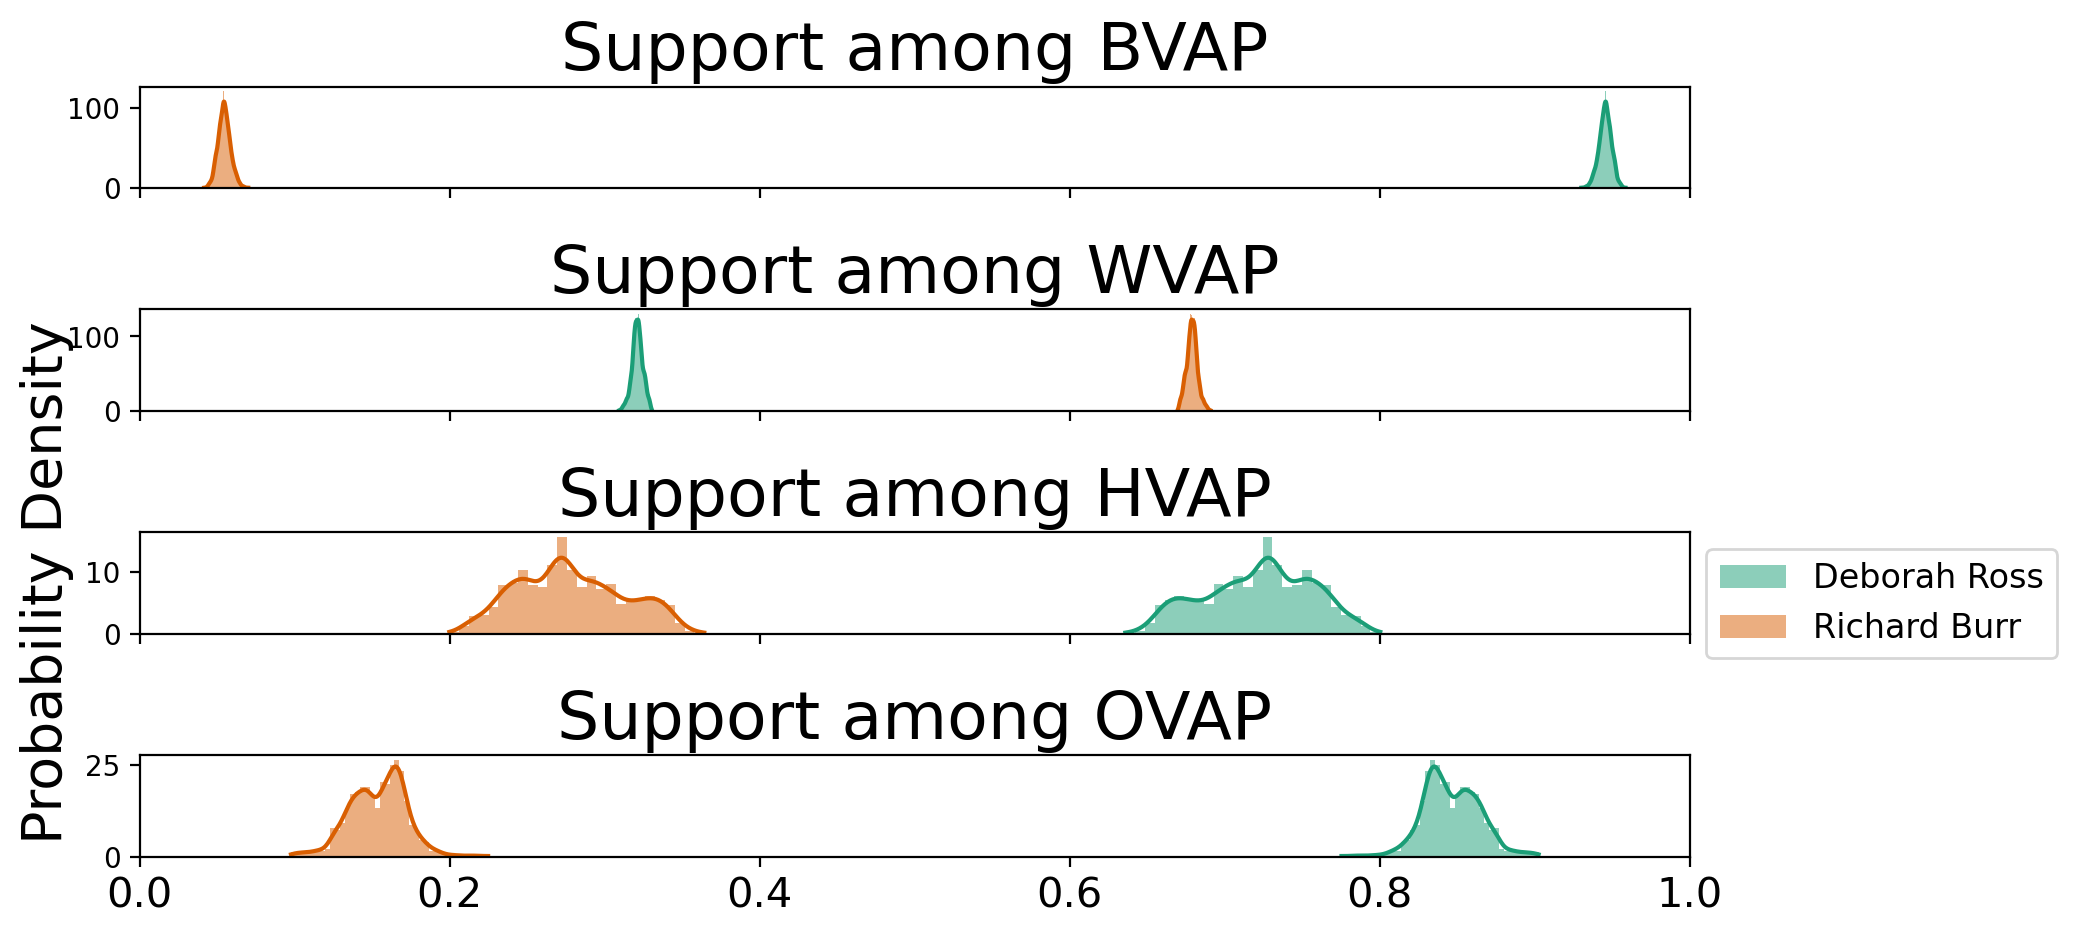 Support among BVAP
100
0
Support among WVAP
100
0
Support among HVAP
10
0
Support among OVAP
25
0
0.0 0.2 0.4 0.6 0.8 1.0
Probability Density
Deborah Ross
Richard Burr